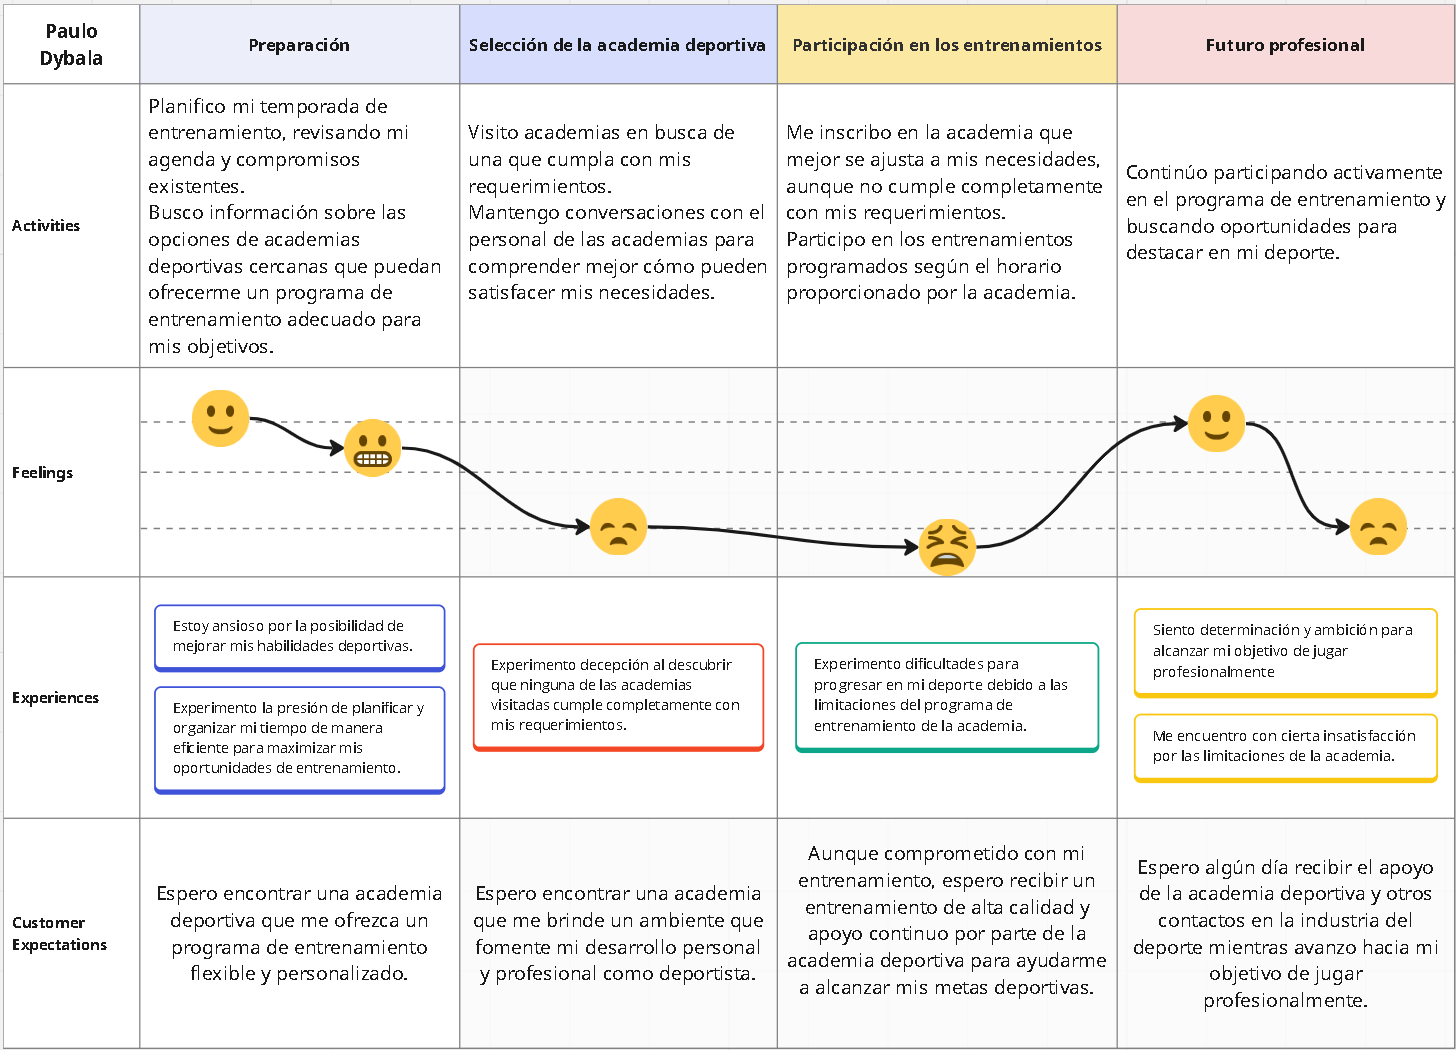 Paulo
Dybala
Preparación
Selección de la academia deportiva
Participación en los entrenamientos
Futuro profesional
Activities
Planifico mi temporada de
entrenamiento, revisando mi
agenda y compromisos
existentes.
Busco información sobre las
opciones de academias
deportivas cercanas que puedan
ofrecerme un programa de
entrenamiento adecuado para
mis objetivos.
Visito academias en busca de
una que cumpla con mis
requerimientos.
Mantengo conversaciones con el
personal de las academias para
comprender mejor cómo pueden
satisfacer mis necesidades.
Me inscribo en la academia que
mejor se ajusta a mis necesidades,
aunque no cumple completamente
con mis requerimientos.
Participo en los entrenamientos
programados según el horario
proporcionado por la academia.
Continúo participando activamente
en el programa de entrenamiento y
buscando oportunidades para
destacar en mi deporte.
Feelings
Experiences
Estoy ansioso por la posibilidad de
mejorar mis habilidades deportivas.
Experimento la presión de planificar y
organizar mi tiempo de manera
eficiente para maximizar mis
oportunidades de entrenamiento.
Experimento decepción al descubrir
que ninguna de las academias
visitadas cumple completamente con
mis requerimientos.
Experimento dificultades para
progresar en mi deporte debido a las
limitaciones del programa de
entrenamiento de la academia.
Siento determinación y ambición para
alcanzar mi objetivo de jugar
profesionalmente
Me encuentro con cierta insatisfacción
por las limitaciones de la academia.
Customer
Expectations
Espero encontrar una academia
deportiva que me ofrezca un
programa de entrenamiento
flexible y personalizado.
Espero encontrar una academia
que me brinde un ambiente que
fomente mi desarrollo personal
y profesional como deportista.
Aunque comprometido con mi
entrenamiento, espero recibir un
entrenamiento de alta calidad y
apoyo continuo por parte de la
academia deportiva para ayudarme
a alcanzar mis metas deportivas.
Espero algún día recibir el apoyo
de la academia deportiva y otros
contactos en la industria del
deporte mientras avanzo hacia mi
objetivo de jugar
profesionalmente.